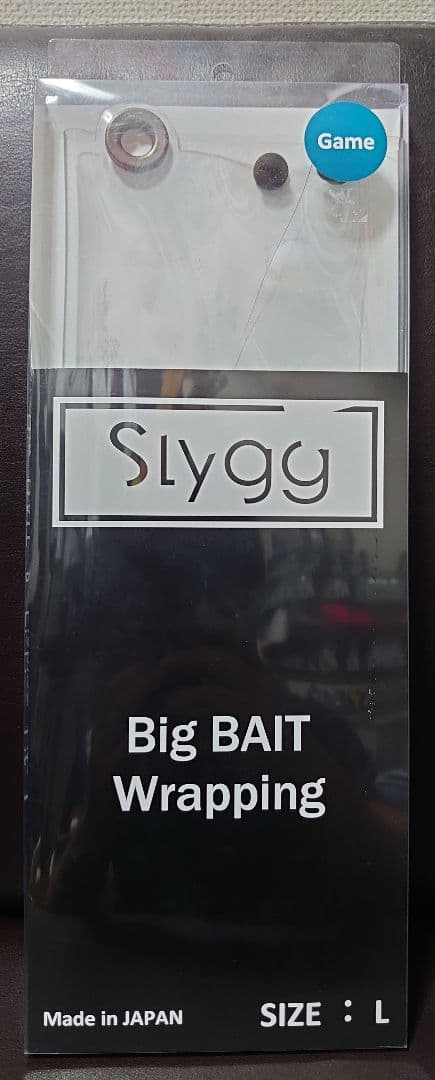 Game
Slygg
Big BAIT
Wrapping
Made in JAPAN
SIZE : L